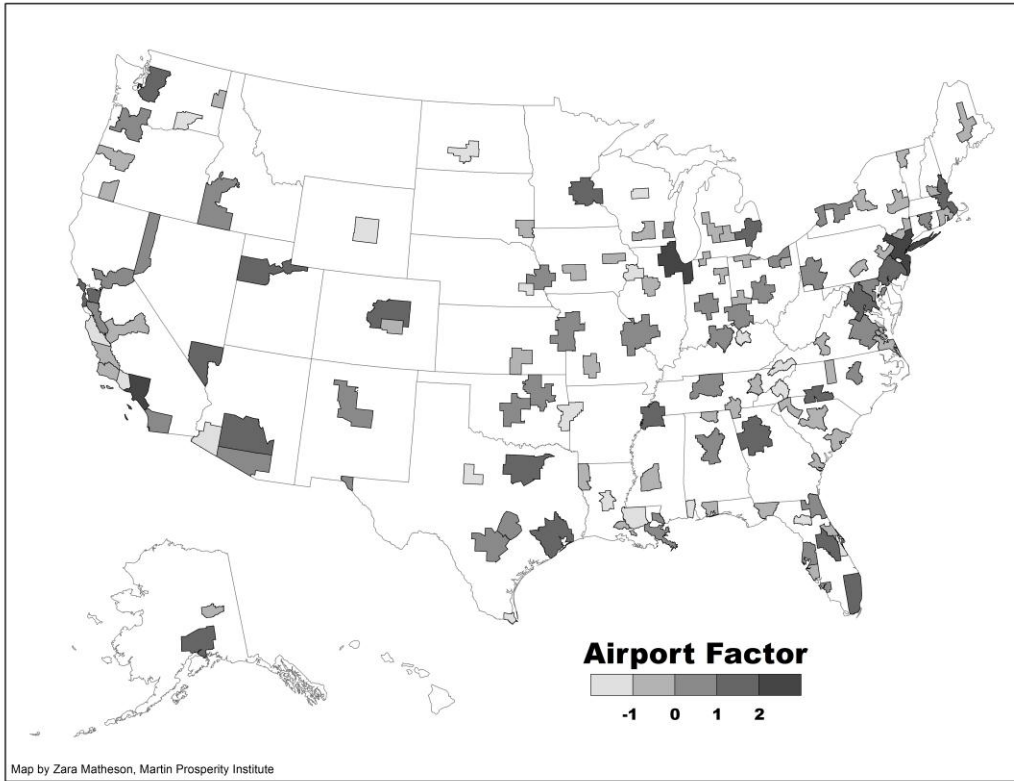 Airport Factor
-1 0 1 2
Map by Zara Matheson, Martin Prosperity Institute